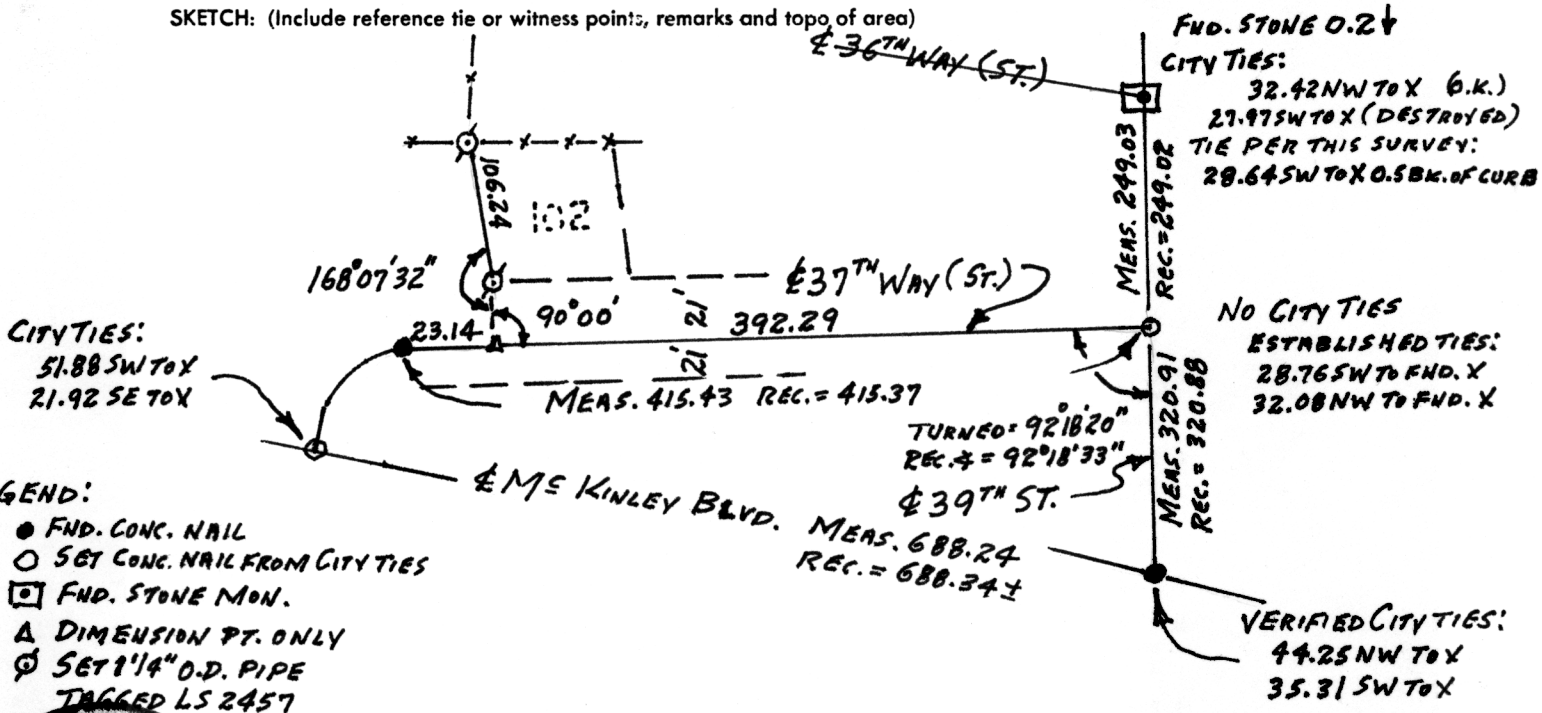 SKETCH: (Include reference tie or witness points, remarks and topo of area)
FND. STONE 0.2↓
℄ 36TH WAY (ST.)
CITY TIES:
32.42 NW TO X (O.K.)
27.97 SW TO X (DESTROYED)
TIE PER THIS SURVEY:
28.64 SW TO X 0.5 BK. OF CURB
MEAS. 249.03
REC.=249.02
106.24
102
168°07'32"
℄ 37TH WAY (ST.)
CITY TIES:
51.88 SW TO X
21.92 SE TO X
23.14
90°00'
21'
21'
392.29
MEAS. 415.43 REC.= 415.37
NO CITY TIES
ESTABLISHED TIES:
28.76 SW TO FND. X
32.08 NW TO FND. X
TURNED= 92°18'20"
REC.∡ = 92°18'33"
℄ 39TH ST.
MEAS. 320.91
REC.= 320.88
℄ Mc KINLEY BLVD.
MEAS. 688.24
REC.= 688.34±
GEND:
FND. CONC. NAIL
SET CONC. NAIL FROM CITY TIES
FND. STONE MON.
DIMENSION PT. ONLY
SET 1 1/4" O.D. PIPE
TAGGED LS 2457
VERIFIED CITY TIES:
44.25 NW TO X
35.31 SW TO X